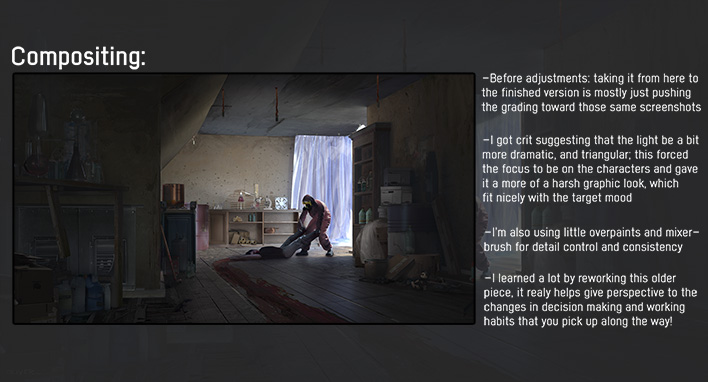 Compositing:
-Before adjustments: taking it from here to
the finished version is mostly just pushing
the grading toward those same screenshots
-I got crit suggesting that the light be a bit
more dramatic, and triangular; this forced
the focus to be on the characters and gave
it a more of a harsh graphic look, which
fit nicely with the target mood
-I'm also using little overpaints and mixer-
brush for detail control and consistency
-I learned a lot by reworking this older
piece, it realy helps give perspective to the
changes in decision making and working
habits that you pick up along the way!